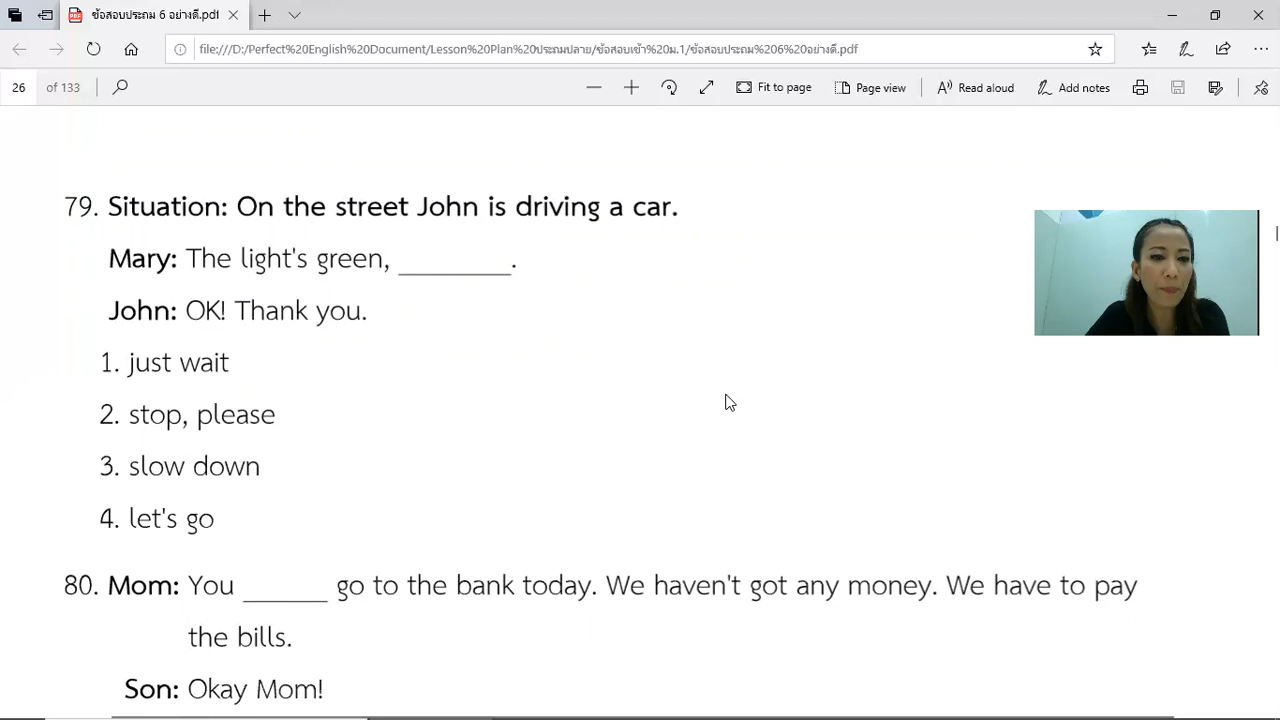 ข้อสอบประถม 6 อย่างดี.pdf
file:///D:/Perfect%20English%20Document/Lesson%20Plan%20ประถมปลาย/ข้อสอบเข้า%20ม.1/ข้อสอบประถม%206%20อย่างดี.pdf
26 of 133 Fit to page Page view Read aloud Add notes
79. Situation: On the street John is driving a car.
Mary: The light's green, ________.
John: OK! Thank you.
1. just wait
2. stop, please
3. slow down
4. let's go
80. Mom: You ______ go to the bank today. We haven't got any money. We have to pay
the bills.
Son: Okay Mom!